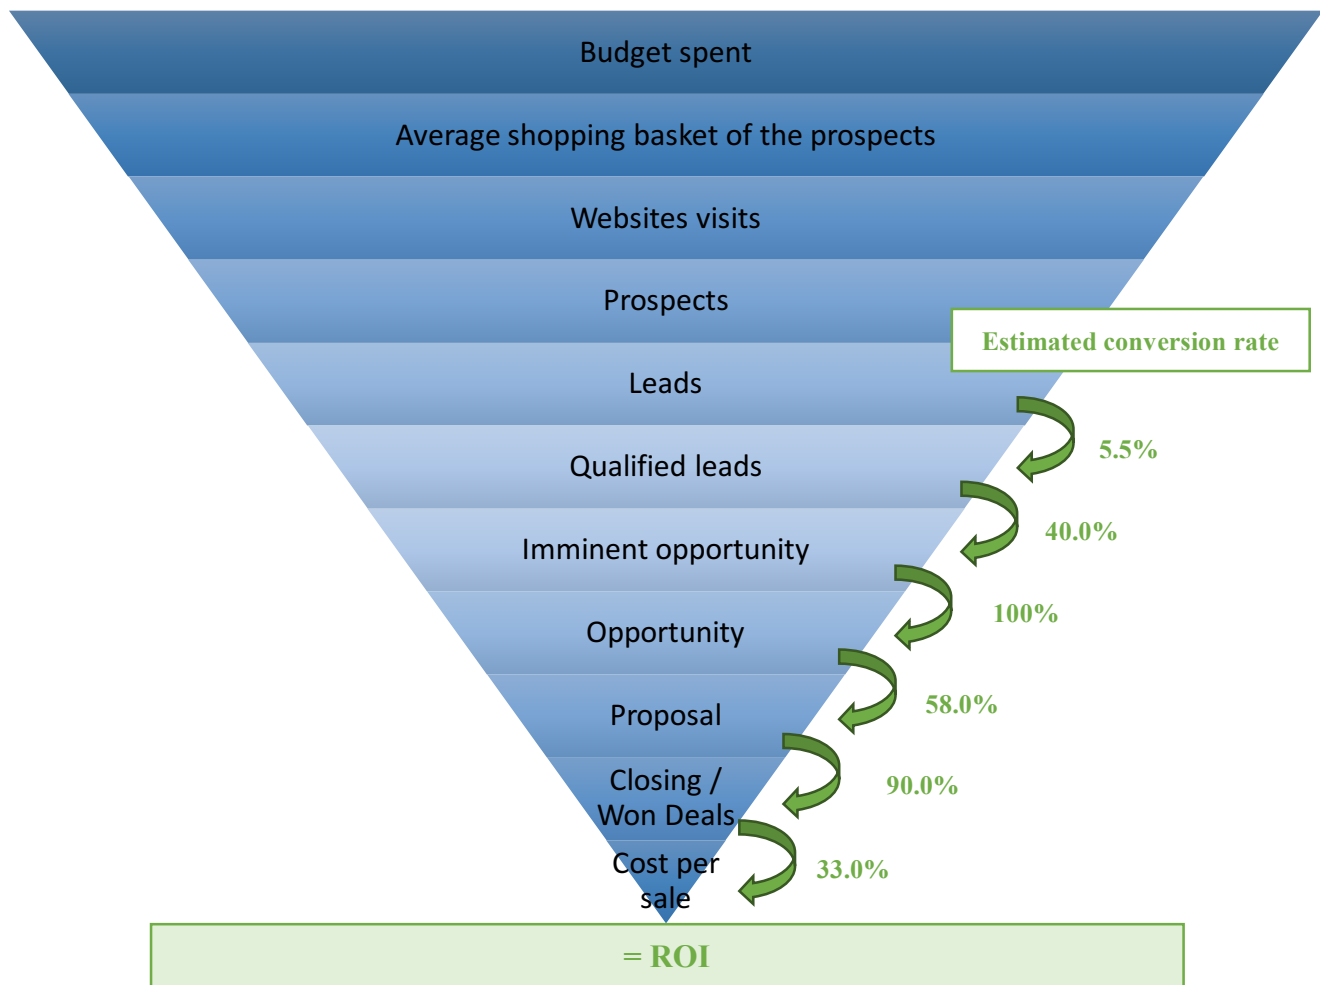 Budget spent
Average shopping basket of the prospects
Websites visits
Prospects
Estimated conversion rate
Leads
5.5%
Qualified leads
40.0%
Imminent opportunity
100%
Opportunity
58.0%
Proposal
90.0%
Closing /
Won Deals
33.0%
Cost per
sale
= ROI